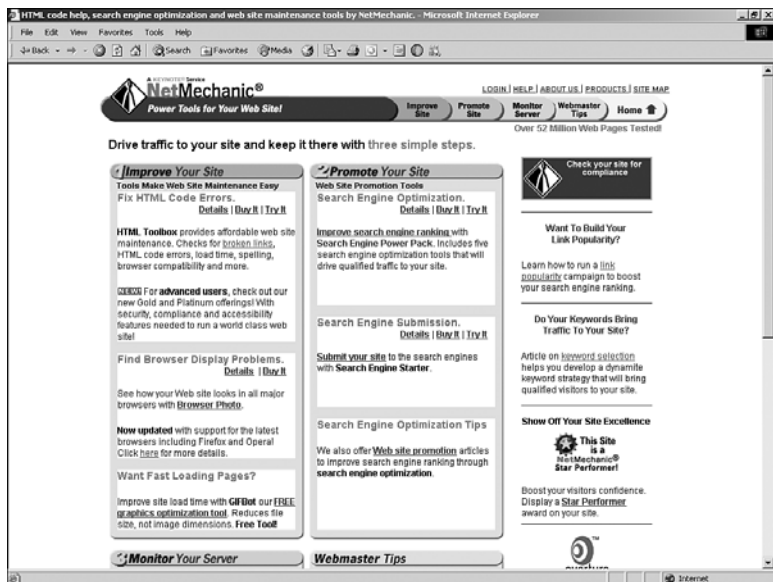 HTML code help, search engine optimization and web site maintenance tools by NetMechanic. - Microsoft Internet Explorer
File Edit View Favorites Tools Help
Back Search Favorites Media
A KEYNOTE® Service
NetMechanic®
Power Tools for Your Web Site!
LOGIN | HELP | ABOUT US | PRODUCTS | SITE MAP
Improve Site
Promote Site
Monitor Server
Webmaster Tips
Home
Over 52 Million Web Pages Tested!
Drive traffic to your site and keep it there with three simple steps.
Improve Your Site
Tools Make Web Site Maintenance Easy
Fix HTML Code Errors.
Details | Buy It | Try It
HTML Toolbox provides affordable web site
maintenance. Checks for broken links,
HTML code errors, load time, spelling,
browser compatibility and more.
NEW! For advanced users, check out our
new Gold and Platinum offerings! With
security, compliance and accessibility
features needed to run a world class web
site!
Find Browser Display Problems.
Details | Buy It
See how your Web site looks in all major
browsers with Browser Photo.
Now updated with support for the latest
browsers including Firefox and Opera!
Click here for more details.
Want Fast Loading Pages?
Improve site load time with GIFBot our FREE
graphics optimization tool. Reduces file
size, not image dimensions. Free Tool!
Monitor Your Server
Promote Your Site
Web Site Promotion Tools
Search Engine Optimization.
Details | Buy It | Try It
Improve search engine ranking with
Search Engine Power Pack. Includes five
search engine optimization tools that will
drive qualified traffic to your site.
Search Engine Submission.
Details | Buy It | Try It
Submit your site to the search engines
with Search Engine Starter.
Search Engine Optimization Tips
We also offer Web site promotion articles
to improve search engine ranking through
search engine optimization.
Webmaster Tips
Check your site for
compliance
Want To Build Your
Link Popularity?
Learn how to run a link
popularity campaign to boost
your search engine ranking.
Do Your Keywords Bring
Traffic To Your Site?
Article on keyword selection
helps you develop a dynamite
keyword strategy that will bring
qualified visitors to your site.
Show Off Your Site Excellence
This Site
is a
NetMechanic®
Star Performer!
Boost your visitors confidence.
Display a Star Performer
award on your site.
Internet